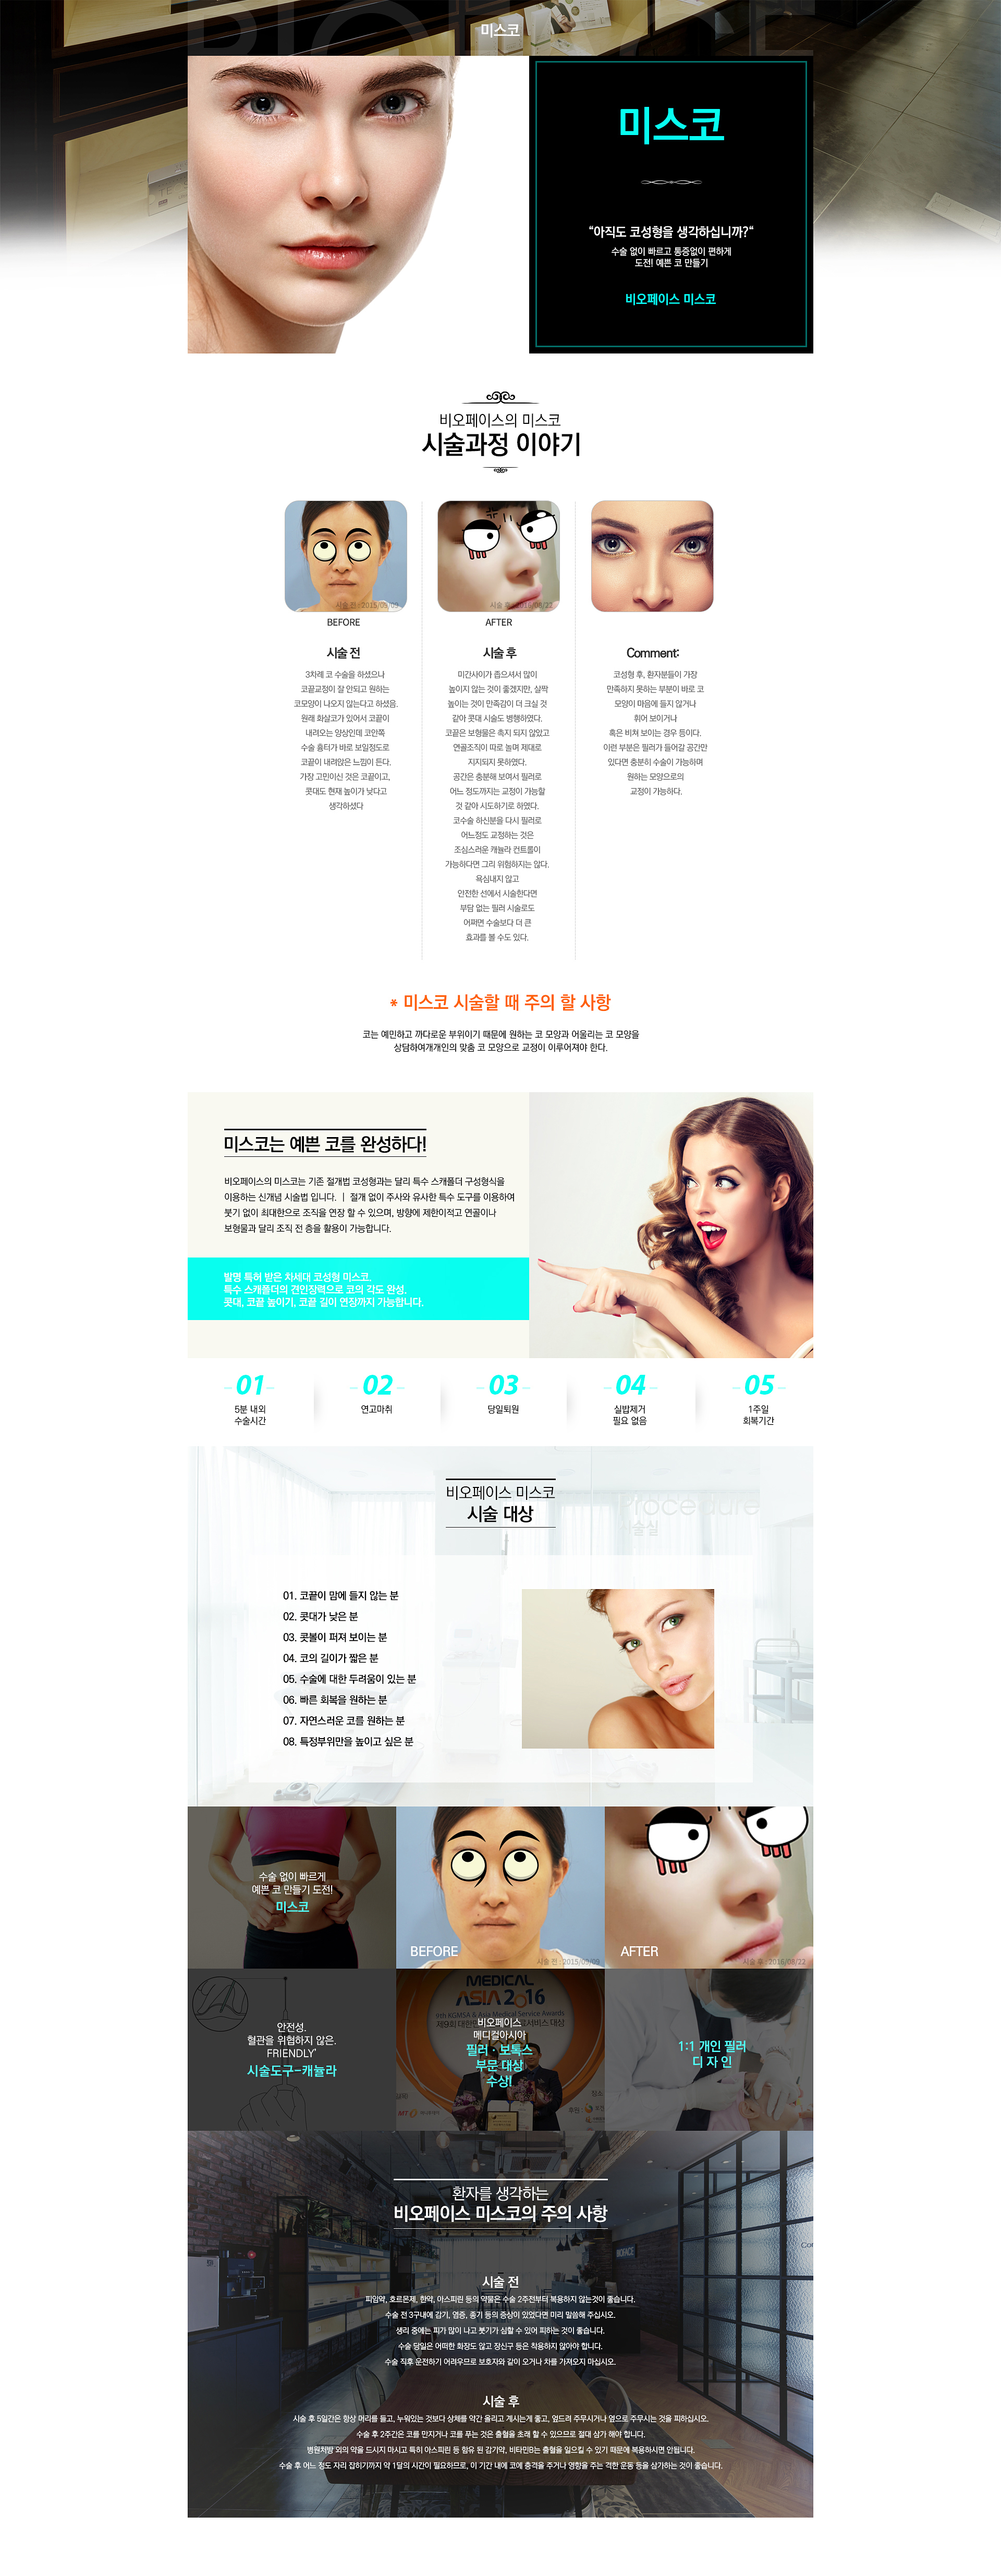 BIOFACE
미스코
미스코
“아직도 코성형을 생각하십니까?“
수술 없이 빠르고 통증없이 편하게
도전! 예쁜 코 만들기
비오페이스 미스코
비오페이스의 미스코
시술과정 이야기
시술 전 : 2015/09/09
BEFORE
시술 전
3차례 코 수술을 하셨으나
코끝교정이 잘 안되고 원하는
코모양이 나오지 않는다고 하셨음.
원래 화살코가 있어서 코끝이
내려오는 양상인데 코안쪽
수술 흉터가 바로 보일정도로
코끝이 내려앉은 느낌이 든다.
가장 고민이신 것은 코끝이고,
콧대도 현재 높이가 낮다고
생각하셨다
시술 후 : 2016/08/22
AFTER
시술 후
미간사이가 좁으셔서 많이
높이지 않는 것이 좋겠지만, 살짝
높이는 것이 만족감이 더 크실 것
같아 콧대 시술도 병행하였다.
코끝은 보형물은 촉지 되지 않았고
연골조직이 따로 놀며 제대로
지지되지 못하였다.
공간은 충분해 보여서 필러로
어느 정도까지는 교정이 가능할
것 같아 시도하기로 하였다.
코수술 하신분을 다시 필러로
어느정도 교정하는 것은
조심스러운 캐뉼라 컨트롤이
가능하다면 그리 위험하지는 않다.
욕심내지 않고
안전한 선에서 시술한다면
부담 없는 필러 시술로도
어쩌면 수술보다 더 큰
효과를 볼 수도 있다.
Comment:
코성형 후, 환자분들이 가장
만족하지 못하는 부분이 바로 코
모양이 마음에 들지 않거나
휘어 보이거나
혹은 비쳐 보이는 경우 등이다.
이런 부분은 필러가 들어갈 공간만
있다면 충분히 수술이 가능하며
원하는 모양으로의
교정이 가능하다.
* 미스코 시술할 때 주의 할 사항
코는 예민하고 까다로운 부위이기 때문에 원하는 코 모양과 어울리는 코 모양을
상담하여개개인의 맞춤 코 모양으로 교정이 이루어져야 한다.
미스코는 예쁜 코를 완성하다!
비오페이스의 미스코는 기존 절개법 코성형과는 달리 특수 스캐폴더 구성형식을
이용하는 신개념 시술법 입니다. ㅣ 절개 없이 주사와 유사한 특수 도구를 이용하여
붓기 없이 최대한으로 조직을 연장 할 수 있으며, 방향에 제한이적고 연골이나
보형물과 달리 조직 전 층을 활용이 가능합니다.
발명 특허 받은 차세대 코성형 미스코.
특수 스캐폴더의 견인장력으로 코의 각도 완성.
콧대, 코끝 높이기, 코끝 길이 연장까지 가능합니다.
01
5분 내외
수술시간
02
연고마취
03
당일퇴원
04
실밥제거
필요 없음
05
1주일
회복기간
비오페이스 미스코
시술 대상
Procedure
시술실
01. 코끝이 맘에 들지 않는 분
02. 콧대가 낮은 분
03. 콧볼이 퍼져 보이는 분
04. 코의 길이가 짧은 분
05. 수술에 대한 두려움이 있는 분
06. 빠른 회복을 원하는 분
07. 자연스러운 코를 원하는 분
08. 특정부위만을 높이고 싶은 분
수술 없이 빠르게
예쁜 코 만들기 도전!
미스코
BEFORE
시술 전 : 2015/09/09
AFTER
시술 후 : 2016/08/22
안전성.
혈관을 위협하지 않은.
FRIENDLY'
시술도구-캐뉼라
MEDICAL
ASIA 2016
9th KGMSA & Asia Medical Service Awards
비오페이스
메디컬아시아
필러 · 보톡스
부문 대상
수상!
1:1 개인 필러
디 자 인
환자를 생각하는
비오페이스 미스코의 주의 사항
시술 전
피임약, 호르몬제, 한약, 아스피린 등의 약물은 수술 2주전부터 복용하지 않는것이 좋습니다.
수술 전 3구내에 감기, 염증, 종기 등의 증상이 있었다면 미리 말씀해 주십시오.
생리 중에는 피가 많이 나고 붓기가 심할 수 있어 피하는 것이 좋습니다.
수술 당일은 어떠한 화장도 않고 장신구 등은 착용하지 않아야 합니다.
수술 직후 운전하기 어려우므로 보호자와 같이 오거나 차를 가져오지 마십시오.
시술 후
시술 후 5일간은 항상 머리를 들고, 누워있는 것보다 상체를 약간 올리고 계시는게 좋고, 엎드려 주무시거나 옆으로 주무시는 것을 피하십시오.
수술 후 2주간은 코를 만지거나 코를 푸는 것은 출혈을 초래 할 수 있으므로 절대 삼가 해야 합니다.
병원처방 외의 약을 드시지 마시고 특히 아스피린 등 함유 된 감기약, 비타민B는 출혈을 일으킬 수 있기 때문에 복용하시면 안됩니다.
수술 후 어느 정도 자리 잡히기까지 약 1달의 시간이 필요하므로, 이 기간 내에 코에 충격을 주거나 영향을 주는 격한 운동 등을 삼가하는 것이 좋습니다.